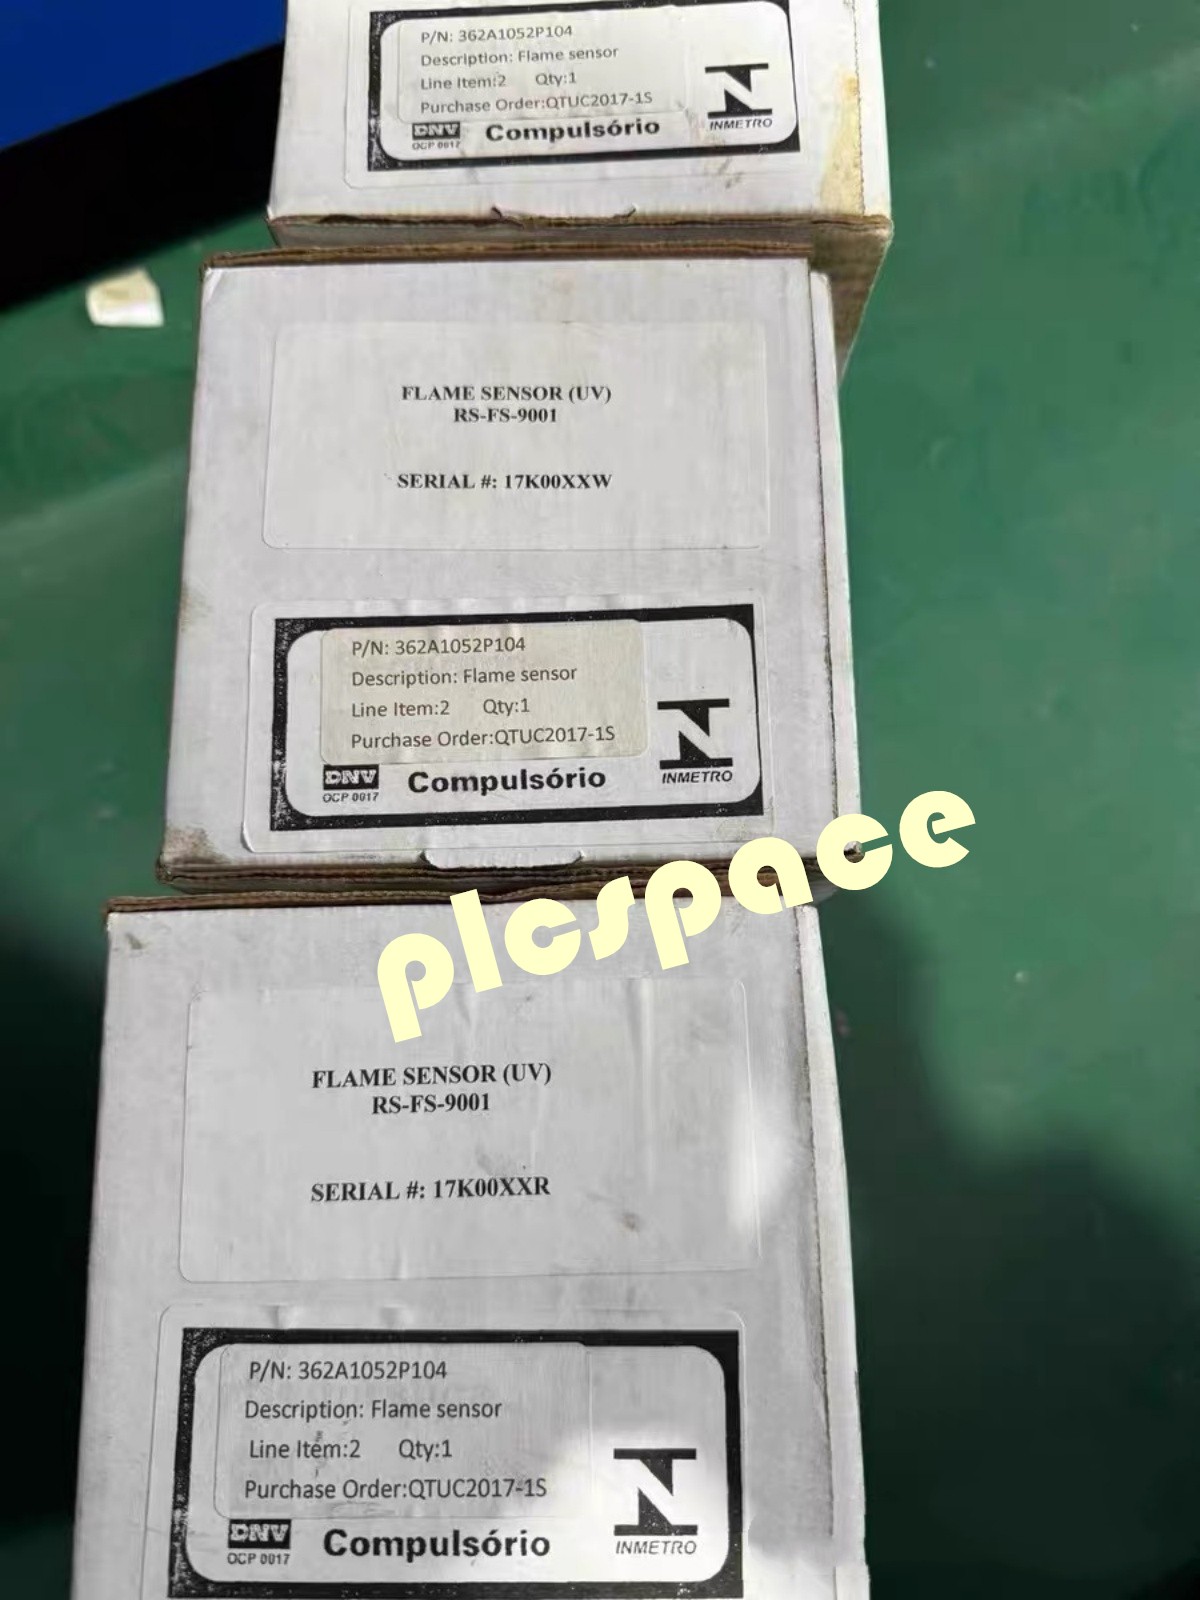 P/N: 362A1052P104
Description: Flame sensor
Line Item:2 Qty:1
Purchase Order:QTUC2017-1S
DNV Compulsório INMETRO
OCP 0017
FLAME SENSOR (UV)
RS-FS-9001
SERIAL #: 17K00XXW
P/N: 362A1052P104
Description: Flame sensor
Line Item:2 Qty:1
Purchase Order:QTUC2017-1S
DNV Compulsório INMETRO
OCP 0017
plcspace
FLAME SENSOR (UV)
RS-FS-9001
SERIAL #: 17K00XXR
P/N: 362A1052P104
Description: Flame sensor
Line Item:2 Qty:1
Purchase Order:QTUC2017-1S
DNV Compulsório INMETRO
OCP 0017